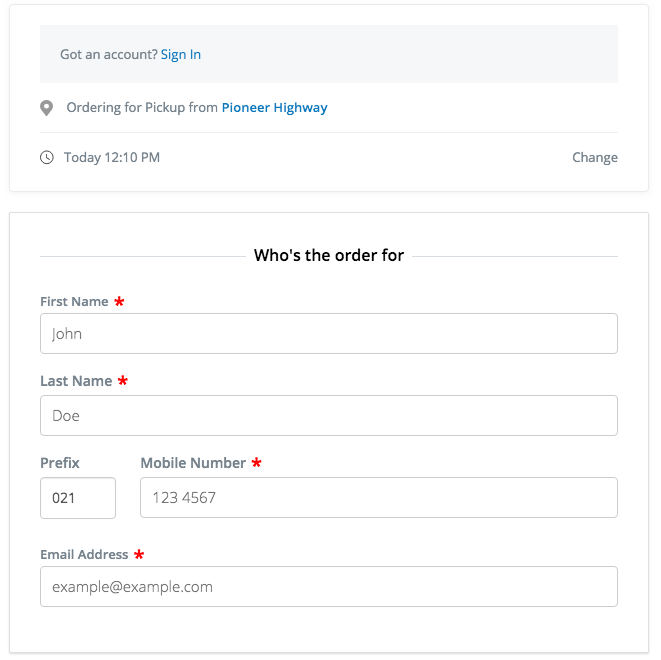 Got an account? Sign In
Ordering for Pickup from Pioneer Highway
Today 12:10 PM Change
Who's the order for
First Name *
John
Last Name *
Doe
Prefix Mobile Number *
021 123 4567
Email Address *
example@example.com